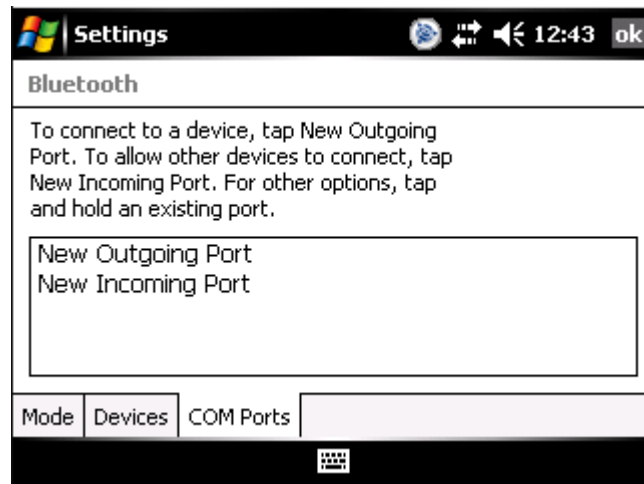 Settings 12:43 ok
Bluetooth
To connect to a device, tap New Outgoing
Port. To allow other devices to connect, tap
New Incoming Port. For other options, tap
and hold an existing port.
New Outgoing Port
New Incoming Port
Mode Devices COM Ports